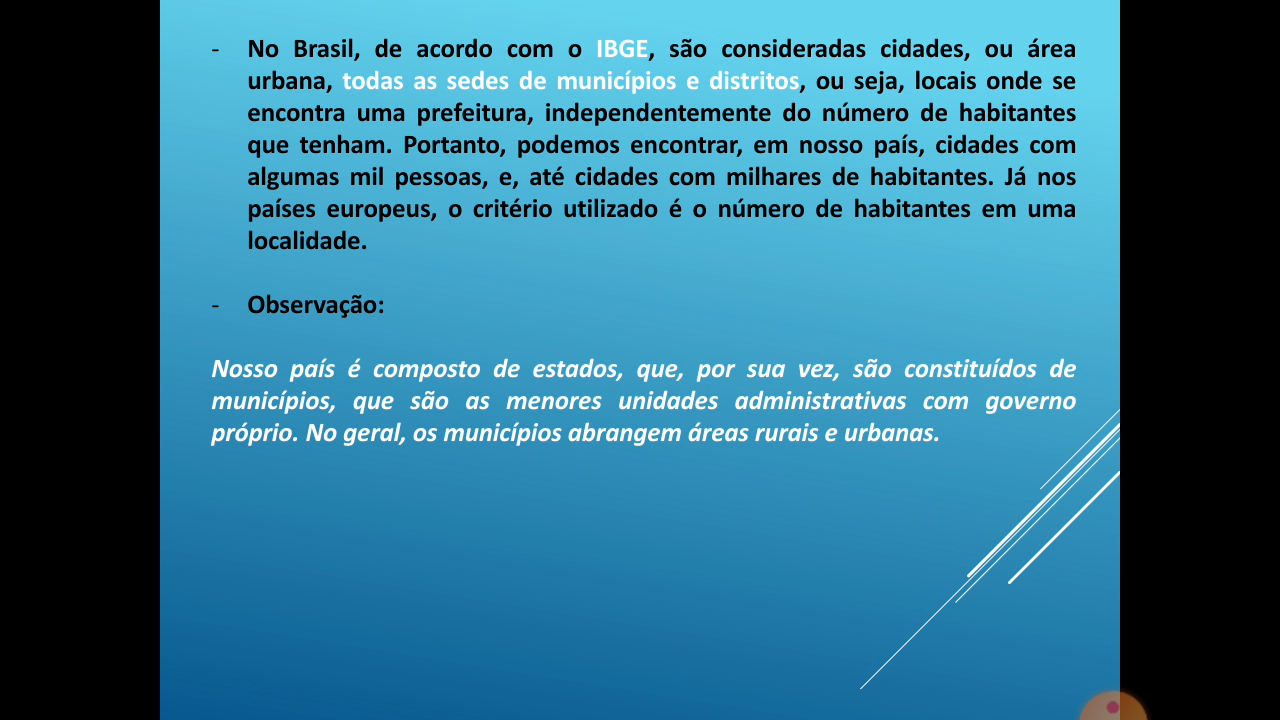 - No Brasil, de acordo com o IBGE, são consideradas cidades, ou área
urbana, todas as sedes de municípios e distritos, ou seja, locais onde se
encontra uma prefeitura, independentemente do número de habitantes
que tenham. Portanto, podemos encontrar, em nosso país, cidades com
algumas mil pessoas, e, até cidades com milhares de habitantes. Já nos
países europeus, o critério utilizado é o número de habitantes em uma
localidade.
- Observação:
Nosso país é composto de estados, que, por sua vez, são constituídos de
municípios, que são as menores unidades administrativas com governo
próprio. No geral, os municípios abrangem áreas rurais e urbanas.